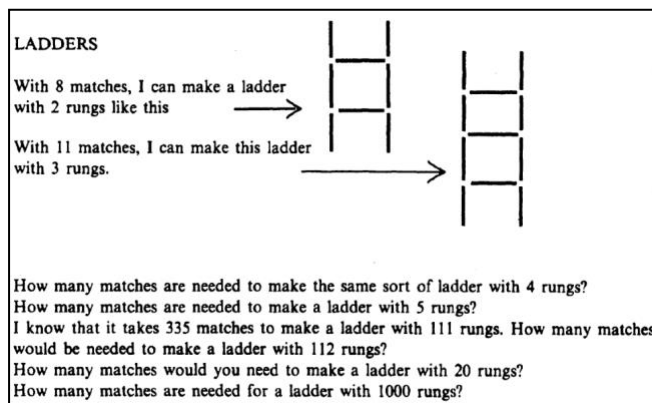 LADDERS
With 8 matches, I can make a ladder
with 2 rungs like this
With 11 matches, I can make this ladder
with 3 rungs.
How many matches are needed to make the same sort of ladder with 4 rungs?
How many matches are needed to make a ladder with 5 rungs?
I know that it takes 335 matches to make a ladder with 111 rungs. How many matches
would be needed to make a ladder with 112 rungs?
How many matches would you need to make a ladder with 20 rungs?
How many matches are needed for a ladder with 1000 rungs?